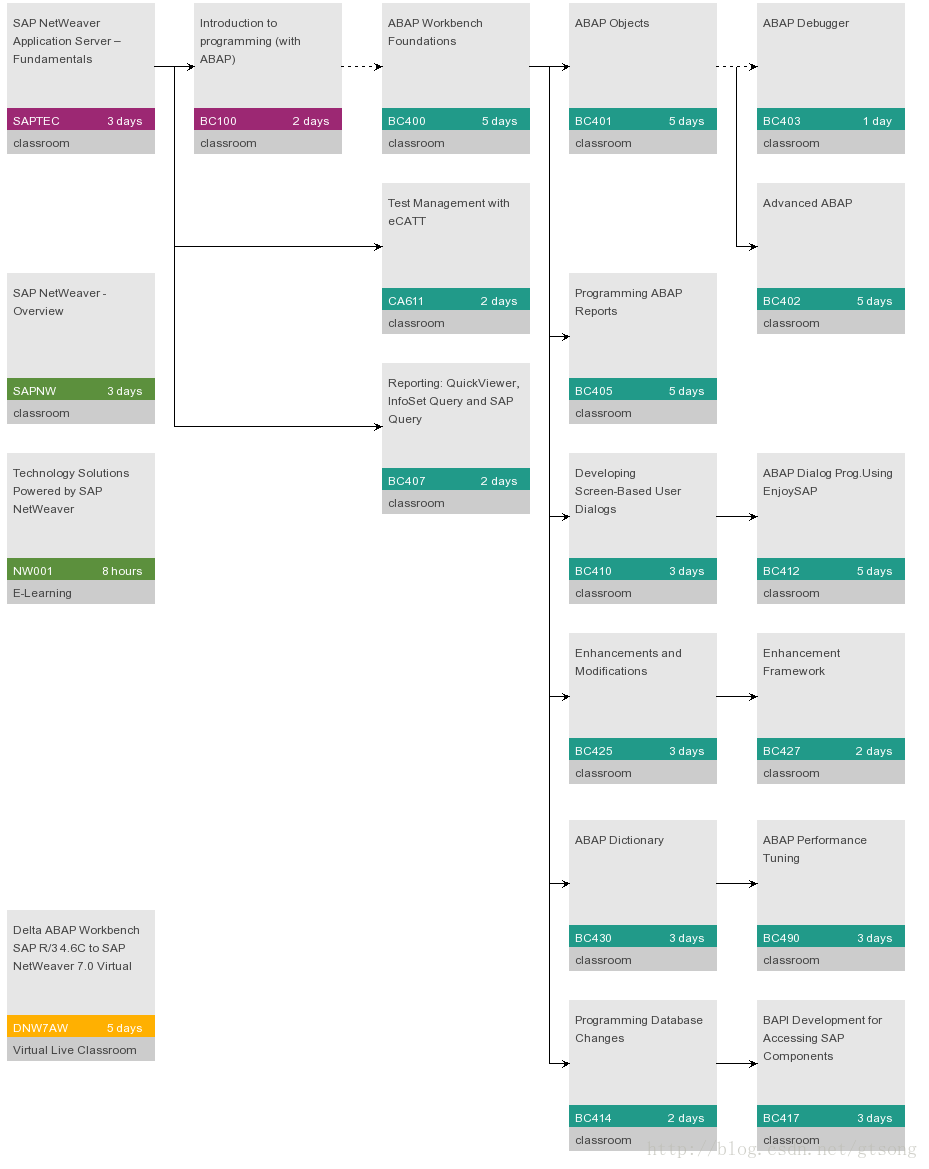 SAP NetWeaver
Application Server –
Fundamentals
SAPTEC 3 days
classroom
Introduction to
programming (with
ABAP)
BC100 2 days
classroom
ABAP Workbench
Foundations
BC400 5 days
classroom
ABAP Objects
BC401 5 days
classroom
ABAP Debugger
BC403 1 day
classroom
Test Management with
eCATT
CA611 2 days
classroom
Advanced ABAP
BC402 5 days
classroom
SAP NetWeaver -
Overview
SAPNW 3 days
classroom
Programming ABAP
Reports
BC405 5 days
classroom
Reporting: QuickViewer,
InfoSet Query and SAP
Query
BC407 2 days
classroom
Technology Solutions
Powered by SAP
NetWeaver
NW001 8 hours
E-Learning
Developing
Screen-Based User
Dialogs
BC410 3 days
classroom
ABAP Dialog Prog.Using
EnjoySAP
BC412 5 days
classroom
Enhancements and
Modifications
BC425 3 days
classroom
Enhancement
Framework
BC427 2 days
classroom
ABAP Dictionary
BC430 3 days
classroom
ABAP Performance
Tuning
BC490 3 days
classroom
Delta ABAP Workbench
SAP R/3 4.6C to SAP
NetWeaver 7.0 Virtual
DNW7AW 5 days
Virtual Live Classroom
Programming Database
Changes
BC414 2 days
classroom
BAPI Development for
Accessing SAP
Components
BC417 3 days
classroom
http://blog.csdn.net/gtsong